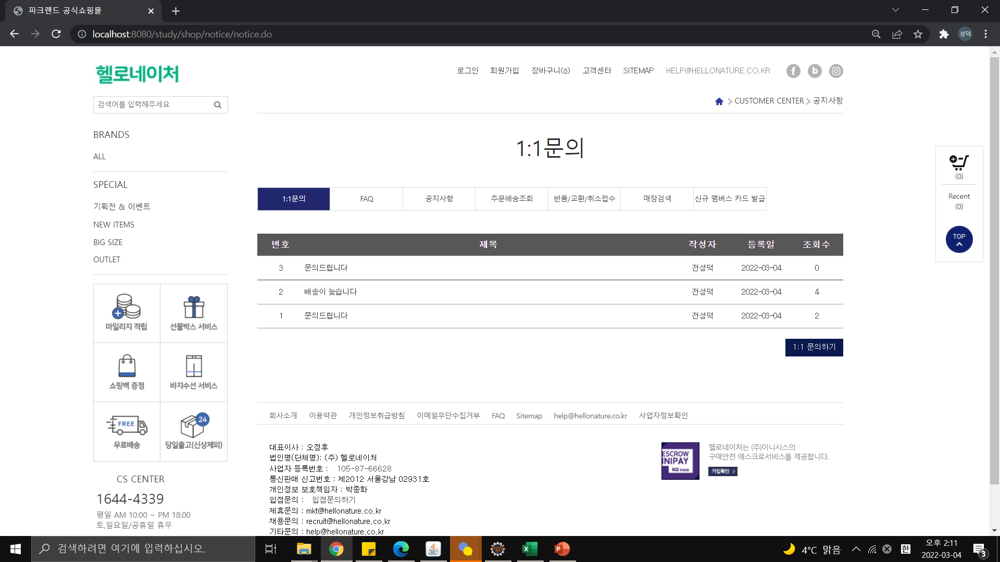 파크랜드 공식쇼핑몰
localhost:8080/study/shop/notice/notice.do
성덕
헬로네이처
로그인 회원가입 장바구니(0) 고객센터 SITEMAP HELP@HELLONATURE.CO.KR
검색어를 입력해주세요
CUSTOMER CENTER > 공지사항
BRANDS
ALL
SPECIAL
기획전 & 이벤트
NEW ITEMS
BIG SIZE
OUTLET
마일리지 적립 선물박스 서비스
쇼핑백 증정 바지수선 서비스
FREE 24
무료배송 당일출고(신상제외)
CS CENTER
1644-4339
평일 AM 10:00 ~ PM 18:00
토,일요일/공휴일 휴무
1:1문의
1:1문의 FAQ 공지사항 주문배송조회 반품/교환/취소접수 매장검색 신규 멤버스 카드 발급
번호 제목 작성자 등록일 조회수
3 문의드립니다 전성덕 2022-03-04 0
2 배송이 늦습니다 전성덕 2022-03-04 4
1 문의드립니다 전성덕 2022-03-04 2
1:1 문의하기
(0)
Recent
(0)
TOP
회사소개 이용약관 개인정보취급방침 이메일무단수집거부 FAQ Sitemap help@hellonature.co.kr 사업자정보확인
대표이사 : 오정후
법인명(단체명): (주) 헬로네이처
사업자 등록번호 : 105-87-66628
통신판매 신고번호 : 제2012 서울강남 02931호
개인정보 보호책임자 : 박종화
입점문의 : 입점문의하기
제휴문의 : mkt@hellonature.co.kr
채용문의 : recruit@hellonature.co.kr
기타문의 : help@hellonature.co.kr
ESCROW
INIPAY
KG Inicis
헬로네이처는 (주)이니시스의
구매안전 에스크로서비스를 제공합니다.
가입확인 >
검색하려면 여기에 입력하십시오.
4°C 맑음
한
오후 2:11
2022-03-04
3